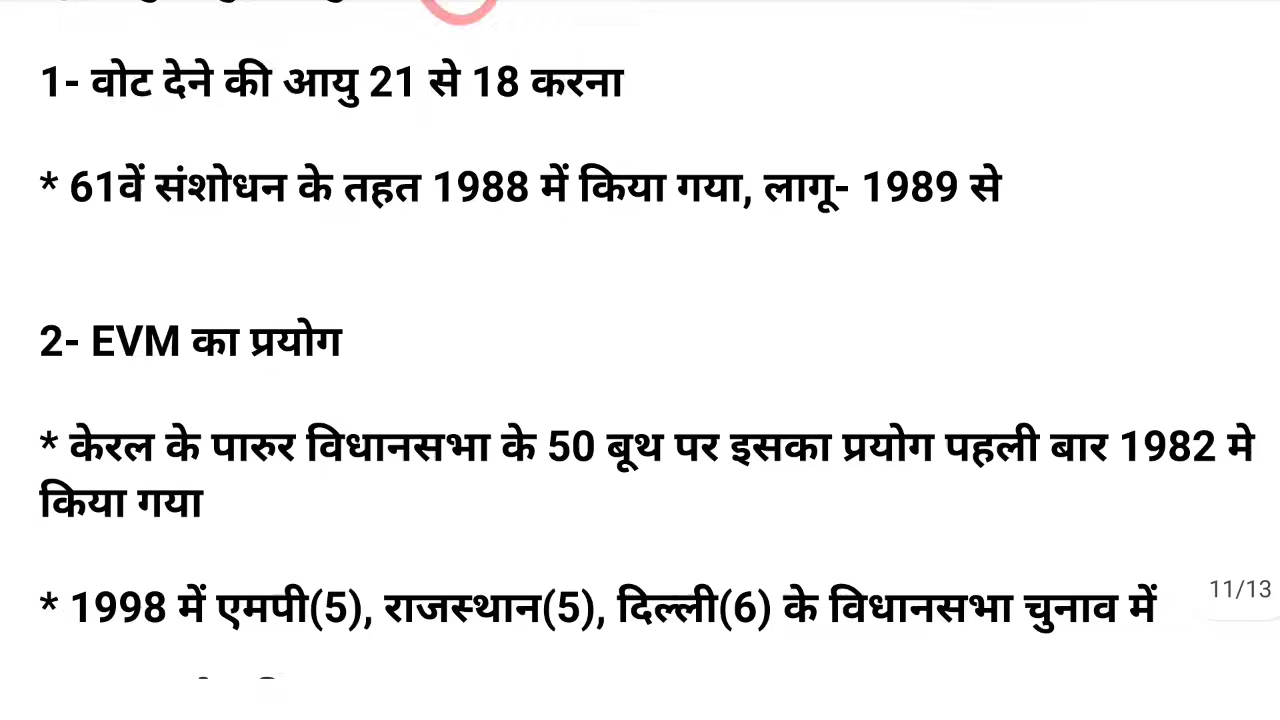 1- वोट देने की आयु 21 से 18 करना
* 61वें संशोधन के तहत 1988 में किया गया, लागू- 1989 से
2- EVM का प्रयोग
* केरल के पारुर विधानसभा के 50 बूथ पर इसका प्रयोग पहली बार 1982 मे
किया गया
* 1998 में एमपी(5), राजस्थान(5), दिल्ली(6) के विधानसभा चुनाव में
11/13